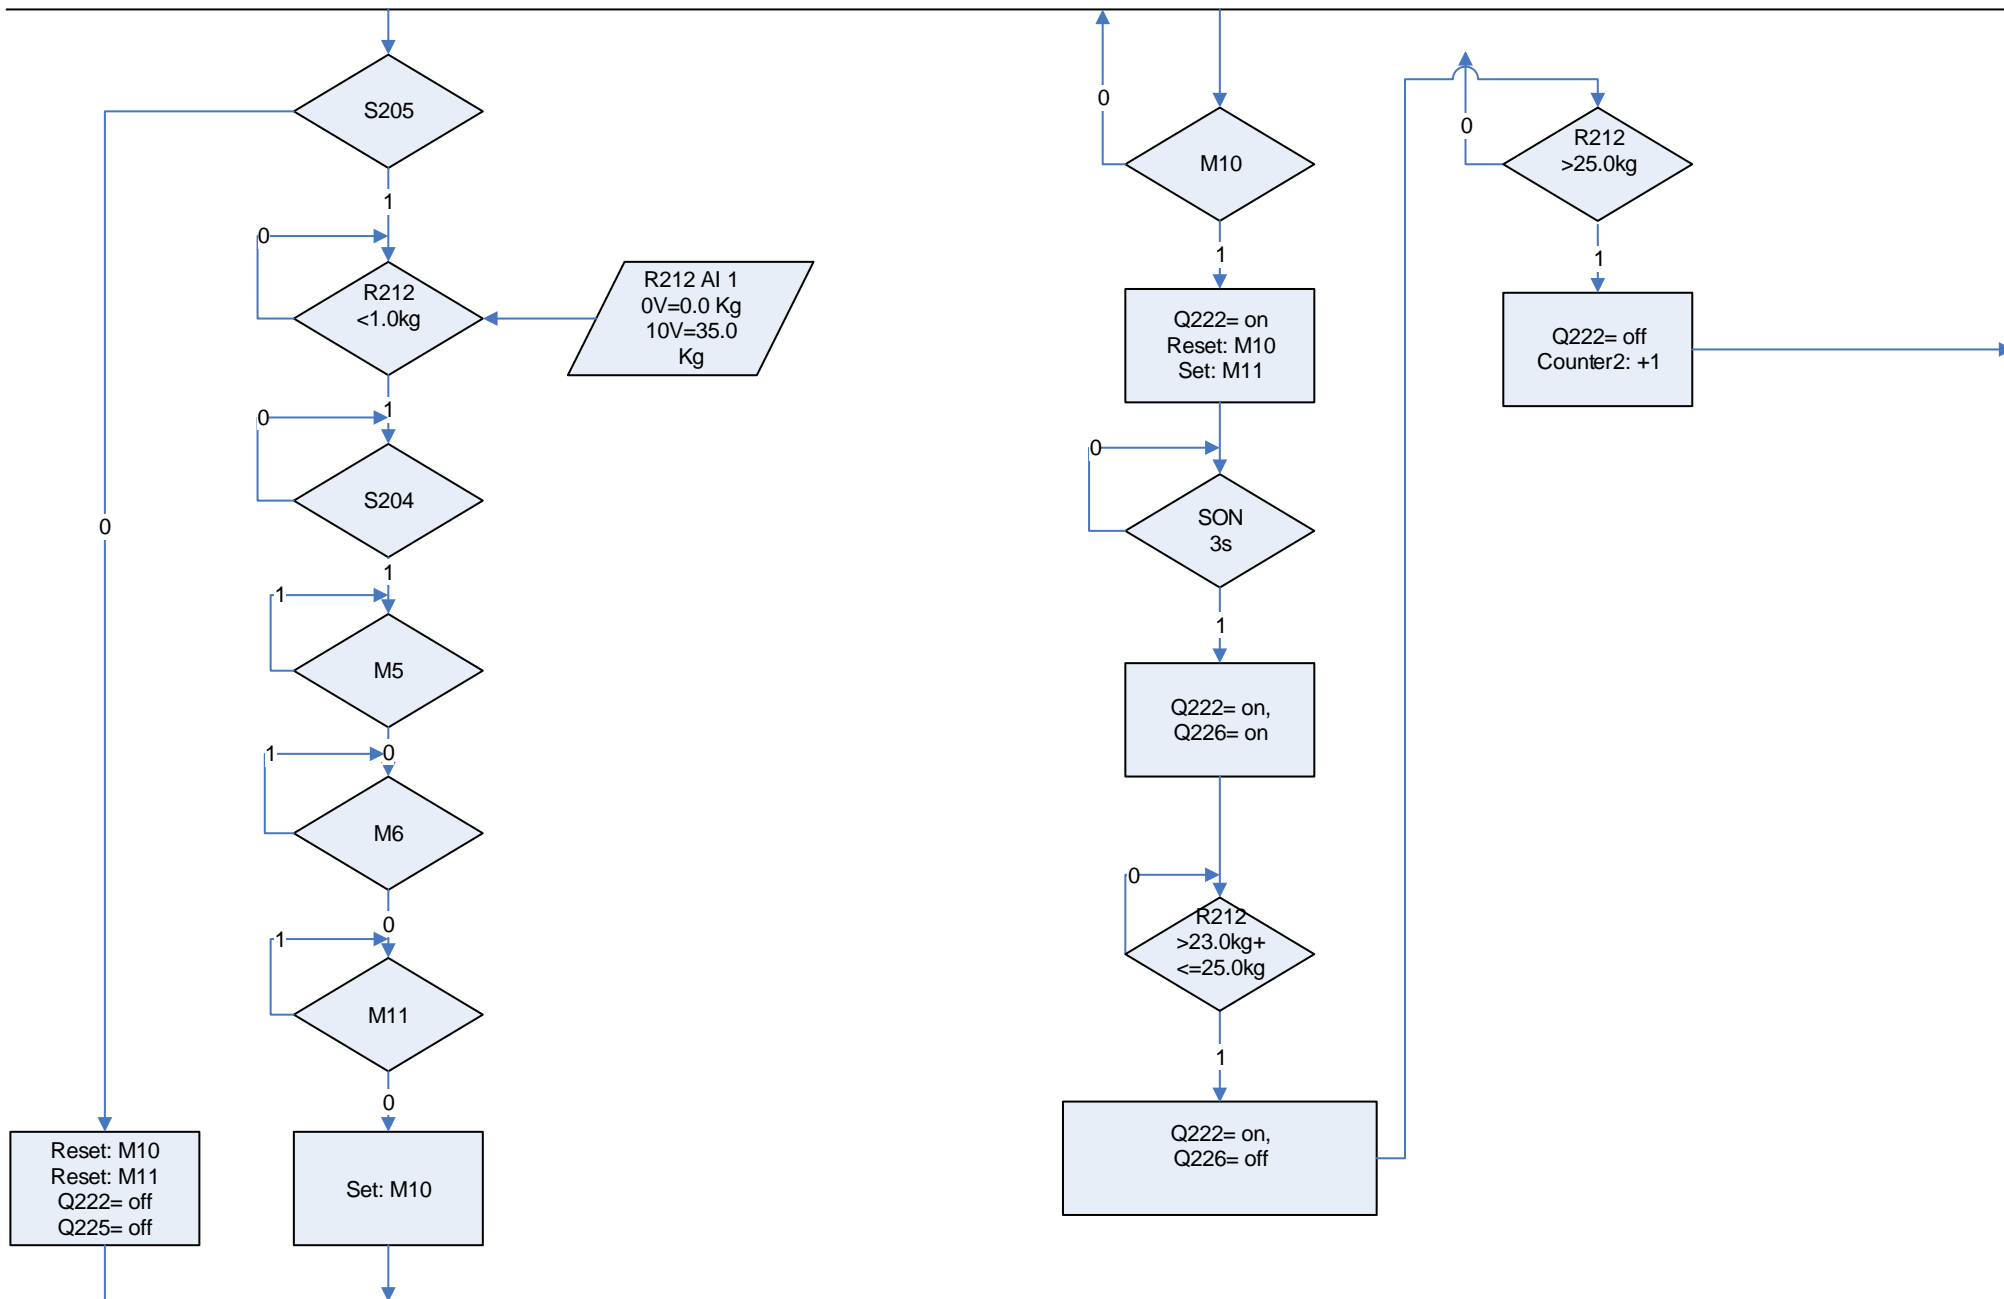 S205
0
1
0
R212
<1.0kg
R212 AI 1
0V=0.0 Kg
10V=35.0
Kg
1
0
S204
1
1
M5
0
1
M6
0
1
M11
0
Reset: M10
Reset: M11
Q222= off
Q225= off
Set: M10
0
M10
1
Q222= on
Reset: M10
Set: M11
0
SON
3s
1
Q222= on,
Q226= on
0
R212
>23.0kg+
<=25.0kg
1
Q222= on,
Q226= off
0
R212
>25.0kg
1
Q222= off
Counter2: +1